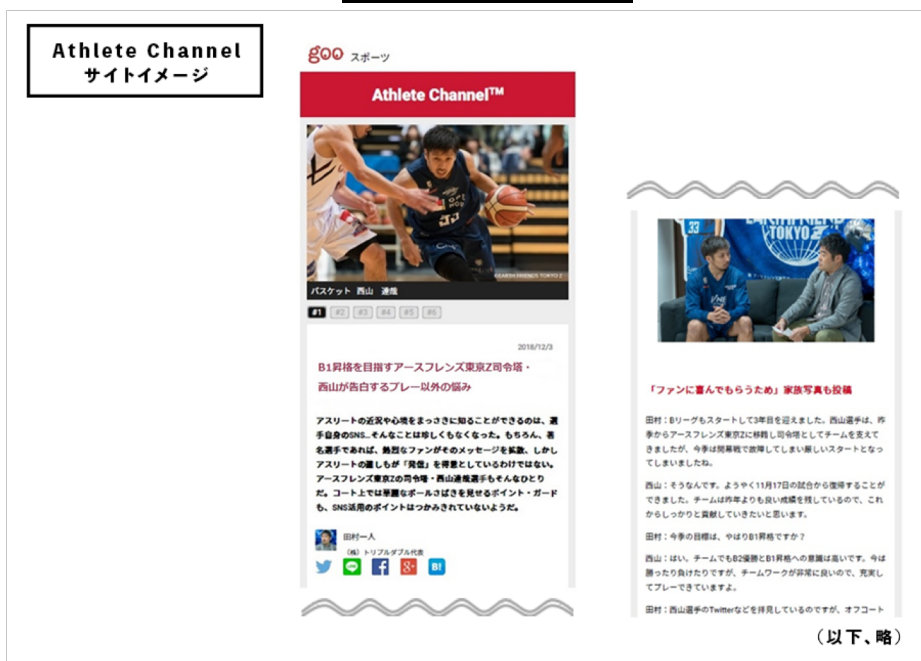 Athlete Channel
サイトイメージ
goo スポーツ
Athlete Channel™
©EARTH FRIENDS TOKYO Z
バスケット 西山 達哉
#1 #2 #3 #4 #5 #6
2018/12/3
B1昇格を目指すアースフレンズ東京Z司令塔・
西山が告白するプレー以外の悩み
アスリートの近況や心境をまっさきに知ることができるのは、選
手自身のSNS…そんなことは珍しくもなくなった。もちろん、著
名選手であれば、熱烈なファンがそのメッセージを拡散、しかし
アスリートの誰しもが「発信」を得意としているわけではない。
アースフレンズ東京Zの司令塔・西山達哉選手もそんなひとり
だ。コート上では華麗なボールさばきを見せるポイント・ガード
も、SNS活用のポイントはつかみきれていないようだ。
田村一人
（株）トリプルダブル代表
LINE f g+ B!
33
TOKYO Z
「ファンに喜んでもらうため」家族写真も投稿
田村：Bリーグもスタートして3年目を迎えました。西山選手は、昨
季からアースフレンズ東京Zに移籍し司令塔としてチームを支えて
きましたが、今季は開幕戦で故障してしまい厳しいスタートとなっ
てしまいましたね。
西山：そうなんです。ようやく11月17日の試合から復帰することが
できました。チームは昨年よりも良い成績を残しているので、これ
からしっかりと貢献していきたいと思います。
田村：今季の目標は、やはりB1昇格ですか？
西山：はい。チームでもB2優勝とB1昇格への意識は高いです。今は
勝ったり負けたりですが、チームワークが非常に良いので、充実し
てプレーできていますよ。
田村：西山選手のTwitterなどを拝見しているのですが、オフコート
（以下、略）